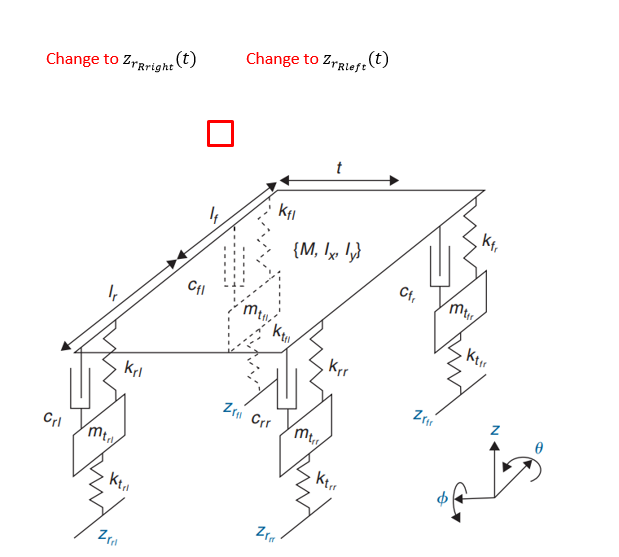 Change to z_{r_{Rright}}(t) Change to z_{r_{Rleft}}(t)
t
l_f k_{fl}
{M, I_x, I_y} k_{f_r}
l_r c_{fl} c_{f_r}
m_{t_{fl}} m_{t_{fr}}
k_{t_{fl}}
k_{rl} k_{rr} k_{t_{fr}}
c_{rl} z_{r_{fl}} c_{rr} z_{r_{fr}}
m_{t_{rl}} m_{t_{rr}} z θ
k_{t_{rl}} k_{t_{rr}} ϕ
z_{r_{rl}} z_{r_{rr}}